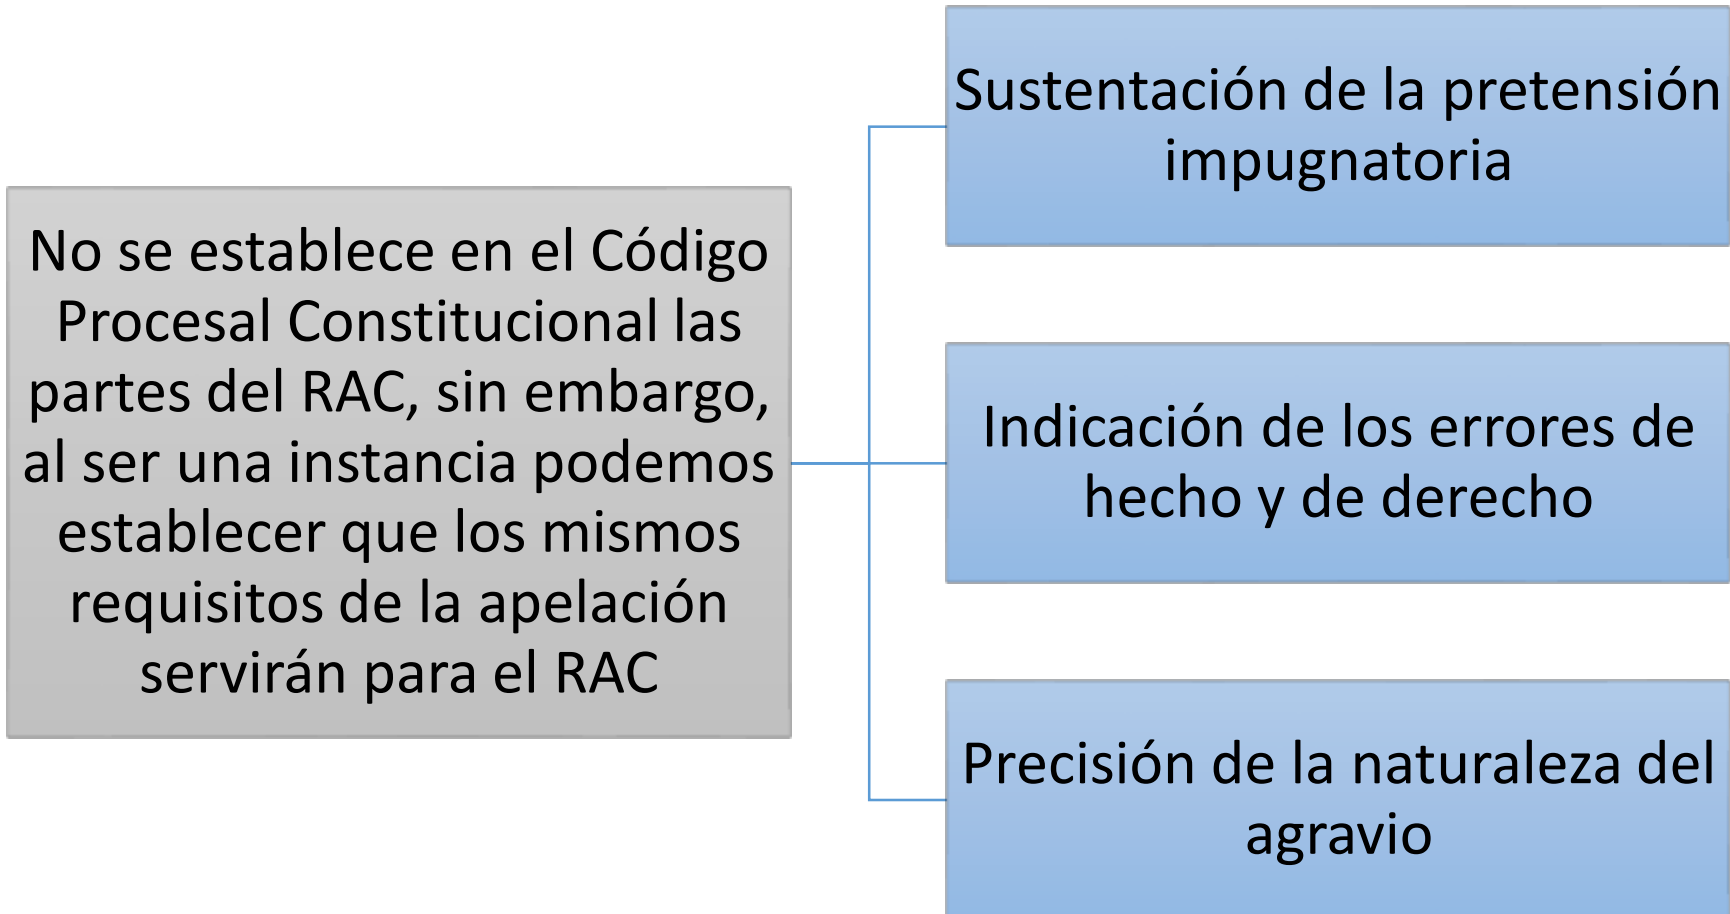 No se establece en el Código
Procesal Constitucional las
partes del RAC, sin embargo,
al ser una instancia podemos
establecer que los mismos
requisitos de la apelación
servirán para el RAC
Sustentación de la pretensión
impugnatoria
Indicación de los errores de
hecho y de derecho
Precisión de la naturaleza del
agravio